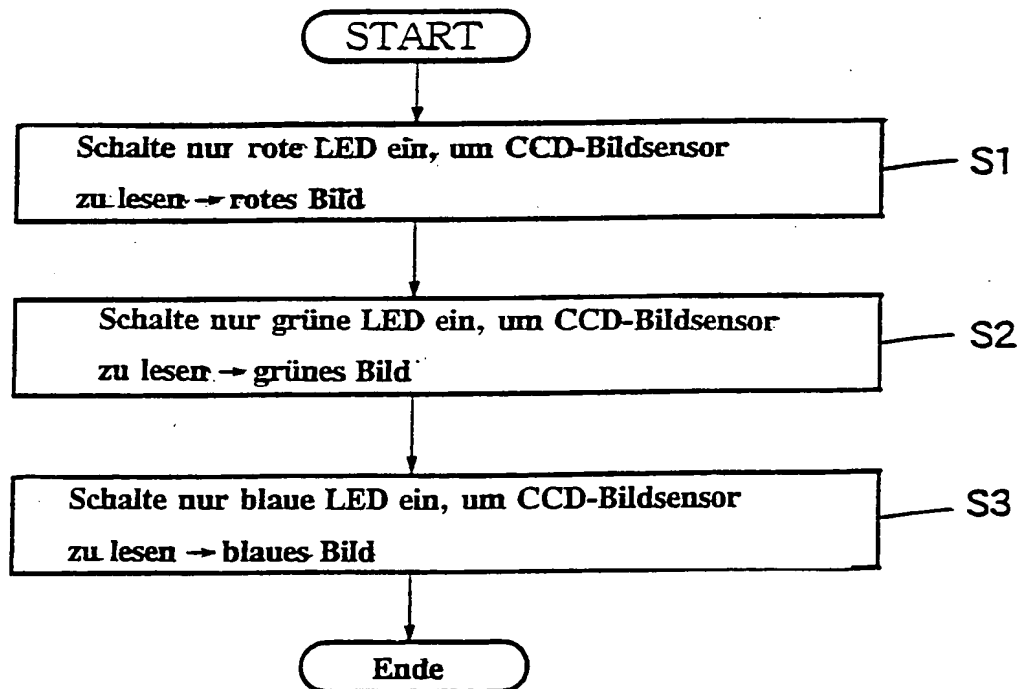 START
Schalte nur rote LED ein, um CCD-Bildsensor
zu lesen → rotes Bild
S1
Schalte nur grüne LED ein, um CCD-Bildsensor
zu lesen → grünes Bild
S2
Schalte nur blaue LED ein, um CCD-Bildsensor
zu lesen → blaues Bild
S3
Ende